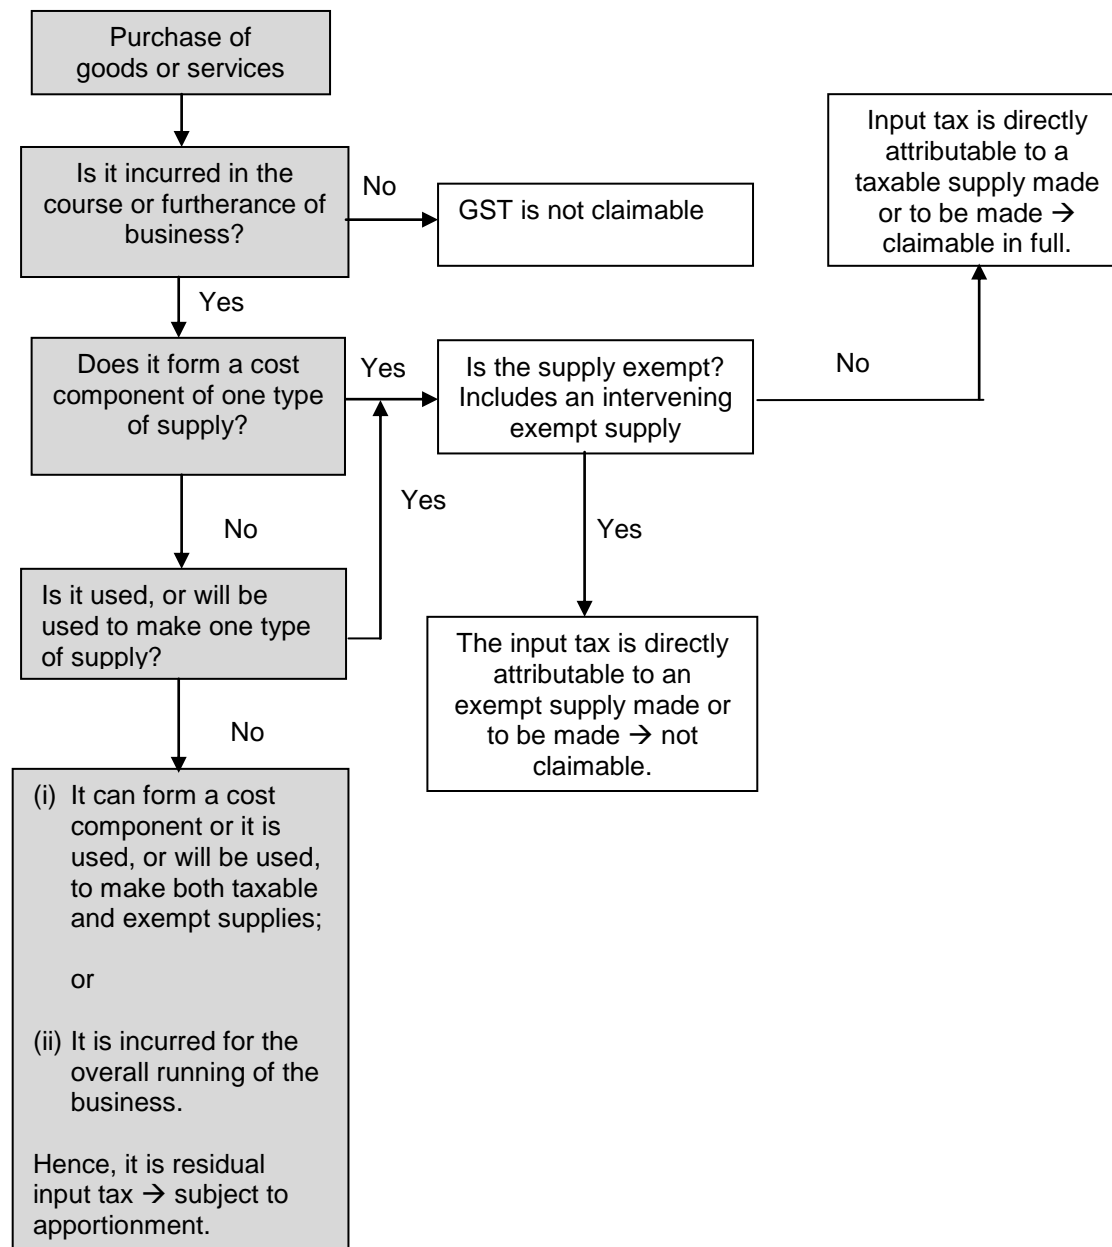 Purchase of
goods or services
Is it incurred in the
course or furtherance of
business?
No
GST is not claimable
Input tax is directly
attributable to a
taxable supply made
or to be made →
claimable in full.
Yes
Does it form a cost
component of one type
of supply?
Yes
Is the supply exempt?
Includes an intervening
exempt supply
No
Yes
No
Yes
Is it used, or will be
used to make one type
of supply?
The input tax is directly
attributable to an
exempt supply made or
to be made → not
claimable.
No
(i) It can form a cost
component or it is
used, or will be used,
to make both taxable
and exempt supplies;
or
(ii) It is incurred for the
overall running of the
business.
Hence, it is residual
input tax → subject to
apportionment.